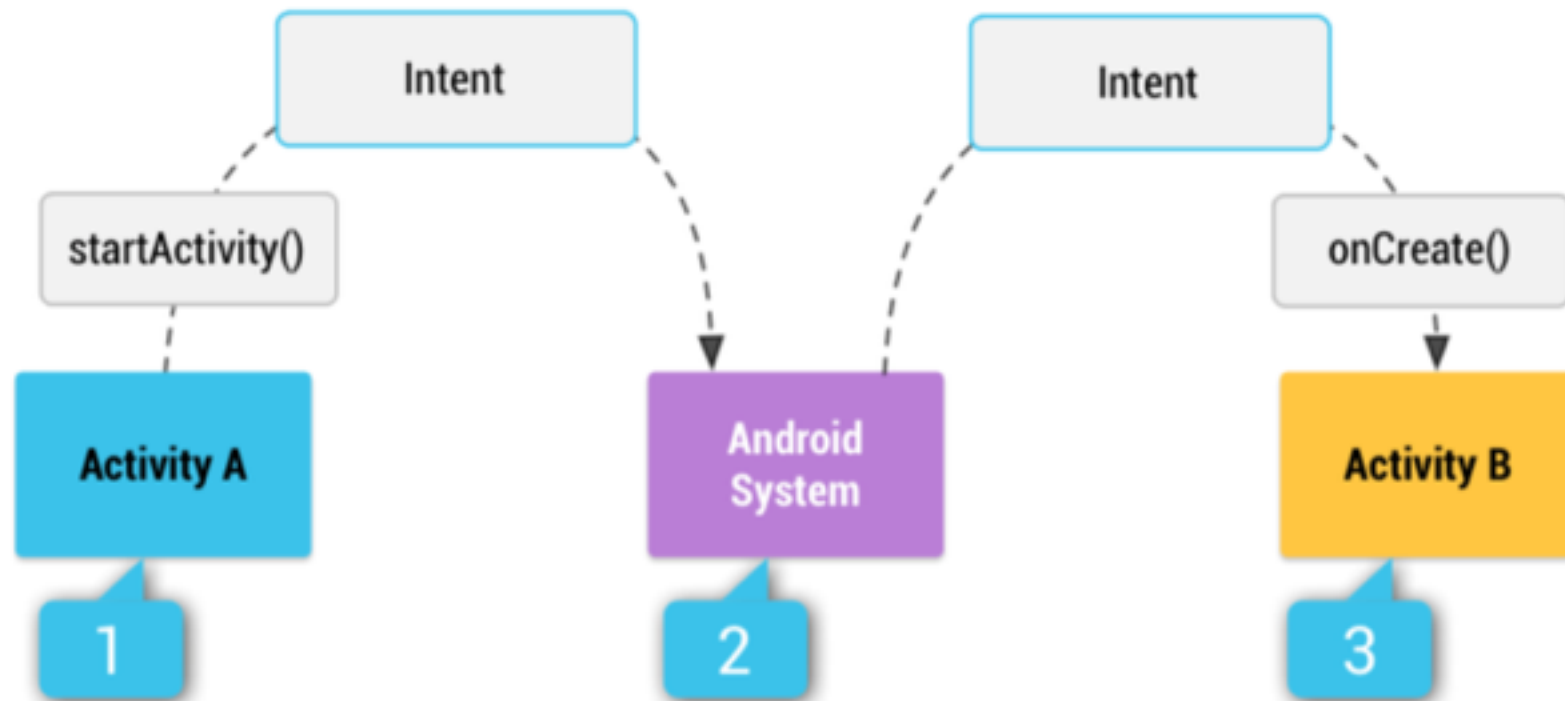 Intent
Intent
startActivity()
onCreate()
Activity A
Android
System
Activity B
1
2
3